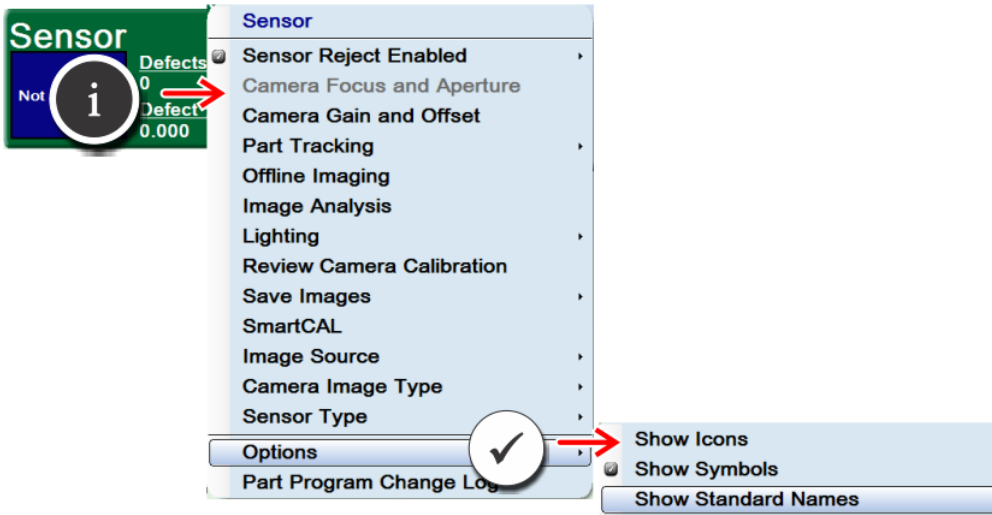 Sensor
Not
Defects
0
Defect
0.000
i
Sensor
Sensor Reject Enabled
Camera Focus and Aperture
Camera Gain and Offset
Part Tracking
Offline Imaging
Image Analysis
Lighting
Review Camera Calibration
Save Images
SmartCAL
Image Source
Camera Image Type
Sensor Type
Options
Part Program Change Log
Show Icons
Show Symbols
Show Standard Names